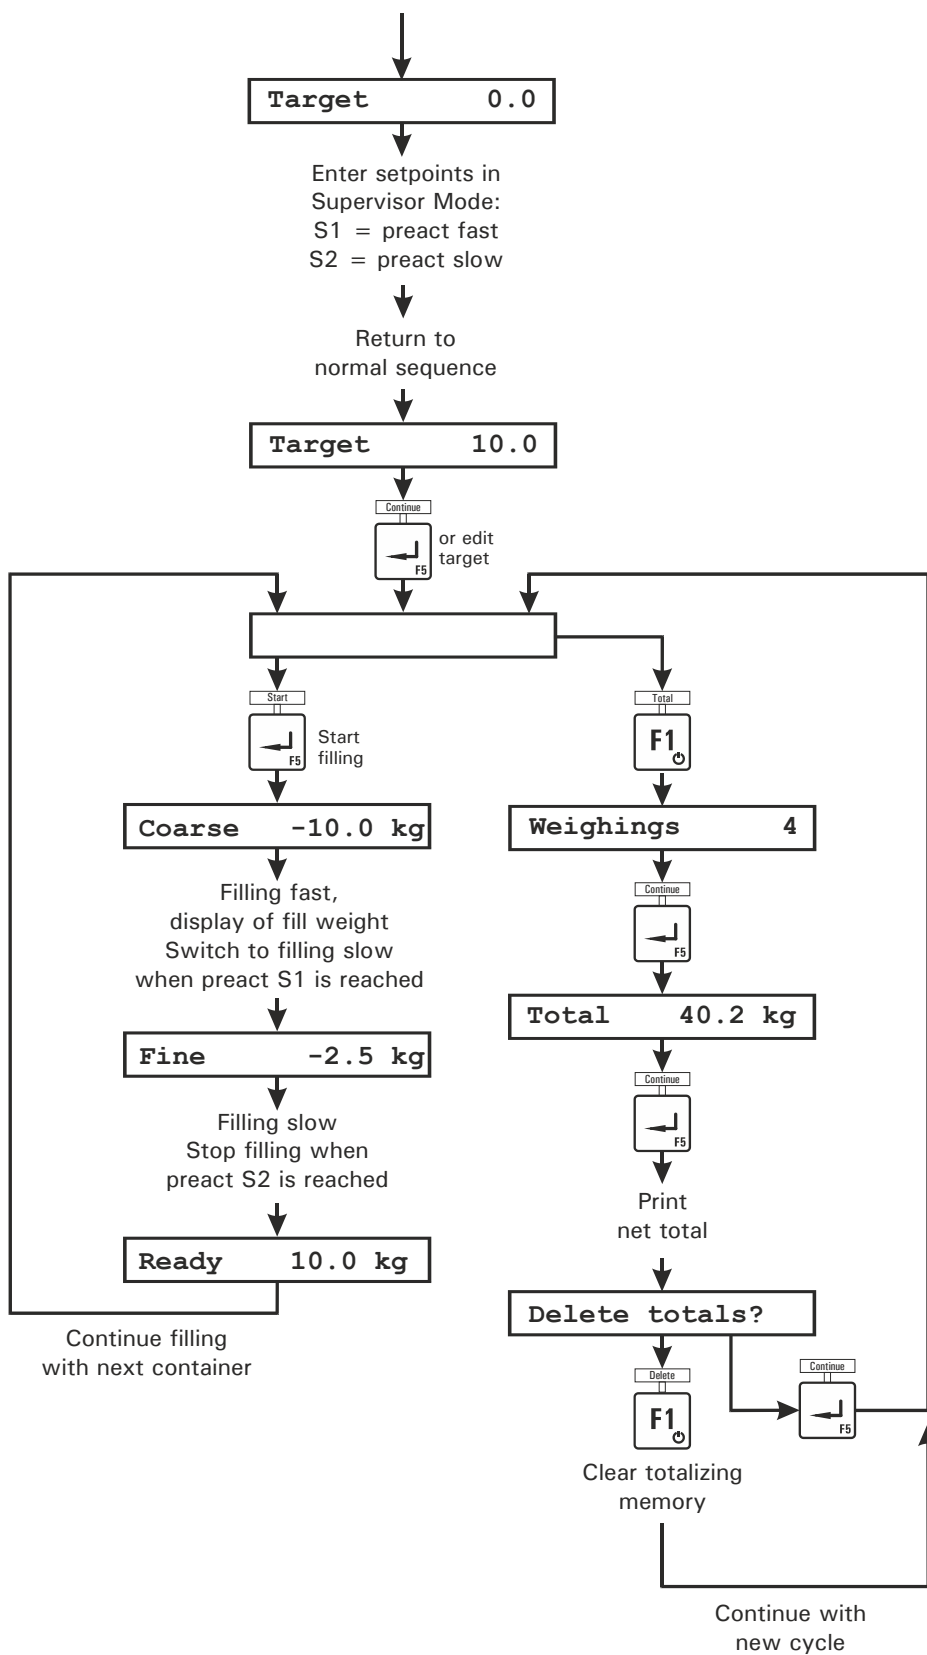 Target 0.0
Enter setpoints in
Supervisor Mode:
S1 = preact fast
S2 = preact slow
Return to
normal sequence
Target 10.0
Continue
F5
or edit
target
Start
F5
Start
filling
Coarse -10.0 kg
Filling fast,
display of fill weight
Switch to filling slow
when preact S1 is reached
Fine -2.5 kg
Filling slow
Stop filling when
preact S2 is reached
Ready 10.0 kg
Continue filling
with next container
Total
F1
Weighings 4
Continue
F5
Total 40.2 kg
Continue
F5
Print
net total
Delete totals?
Delete
F1
Continue
F5
Clear totalizing
memory
Continue with
new cycle